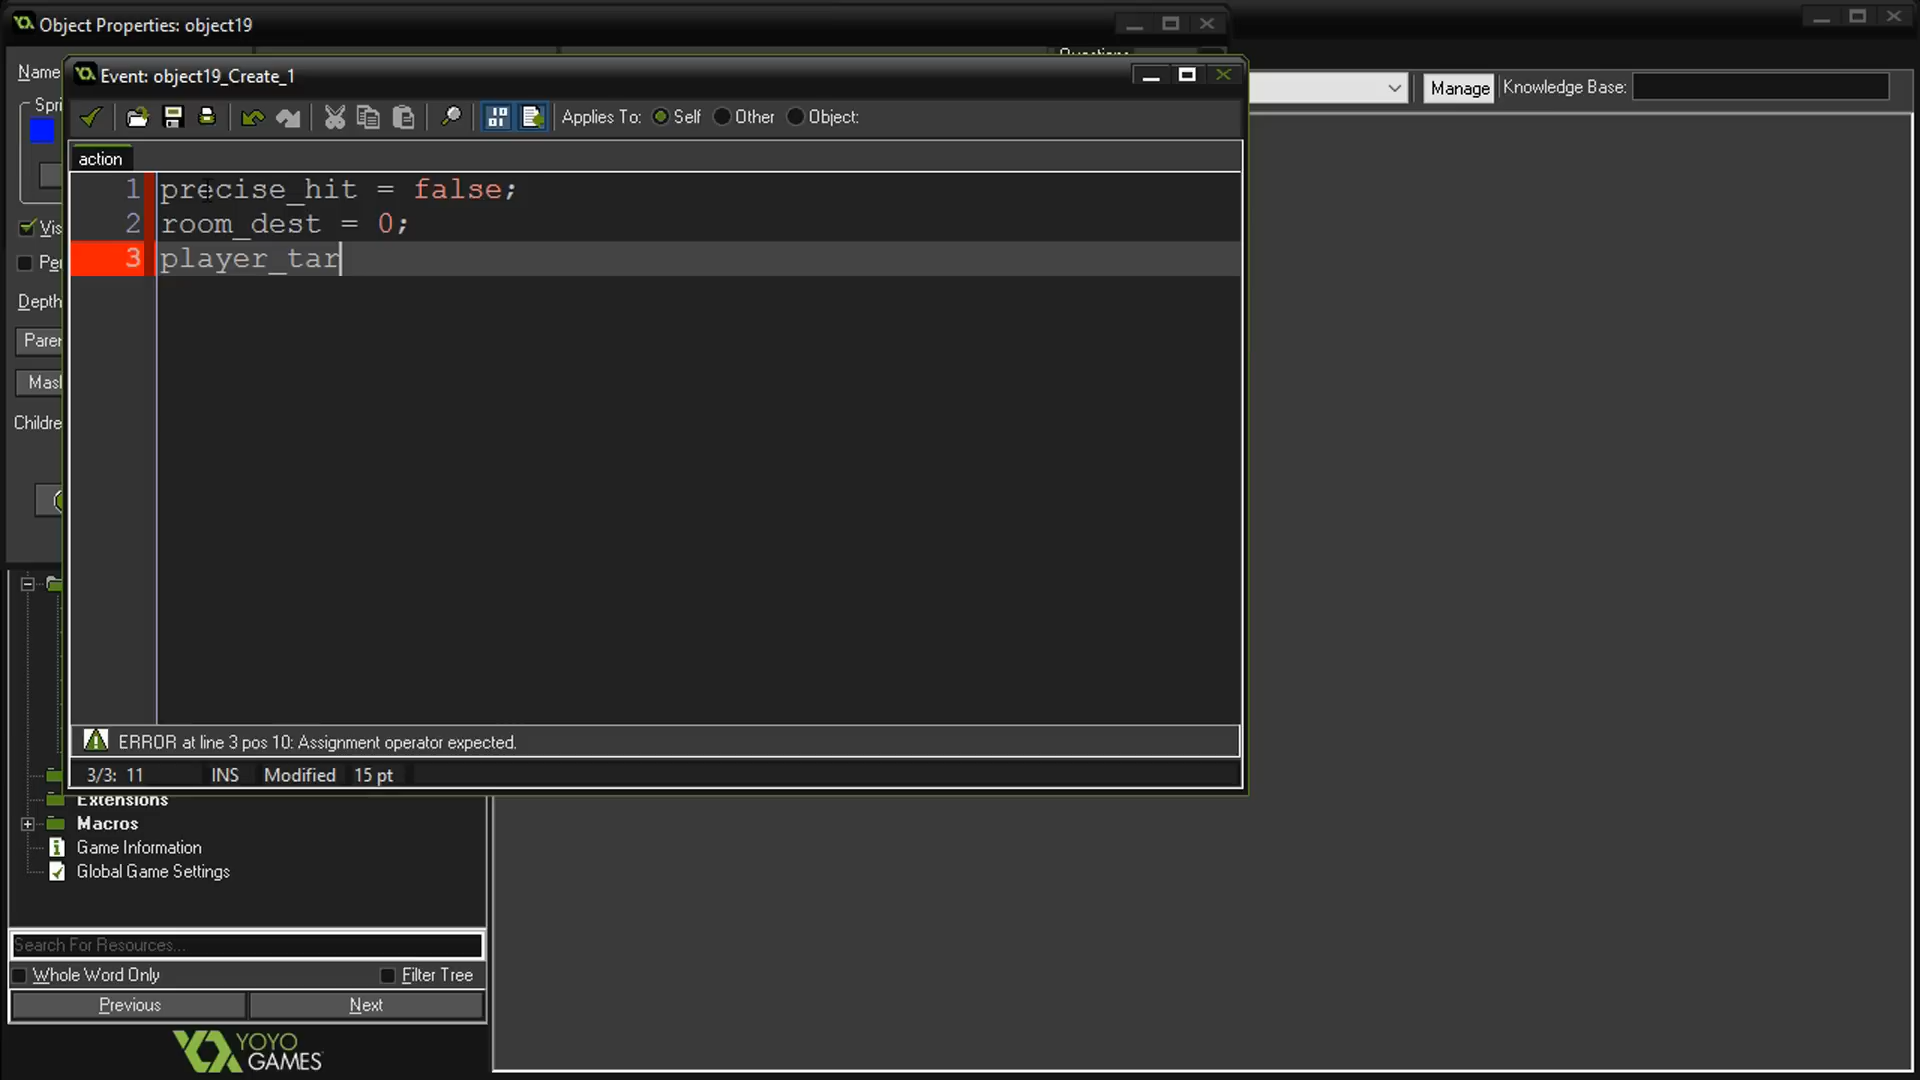 Object Properties: object19
Event: object19_Create_1
Name
Manage
Knowledge Base:
Applies To:
Self
Other
Object:
action
1 precise_hit = false;
2 room_dest = 0;
3 player_tar
ERROR at line 3 pos 10: Assignment operator expected.
3/3: 11
INS
Modified
15 pt
Extensions
Macros
Game Information
Global Game Settings
Search For Resources...
Whole Word Only
Filter Tree
Previous
Next
YOYO
GAMES
Depth